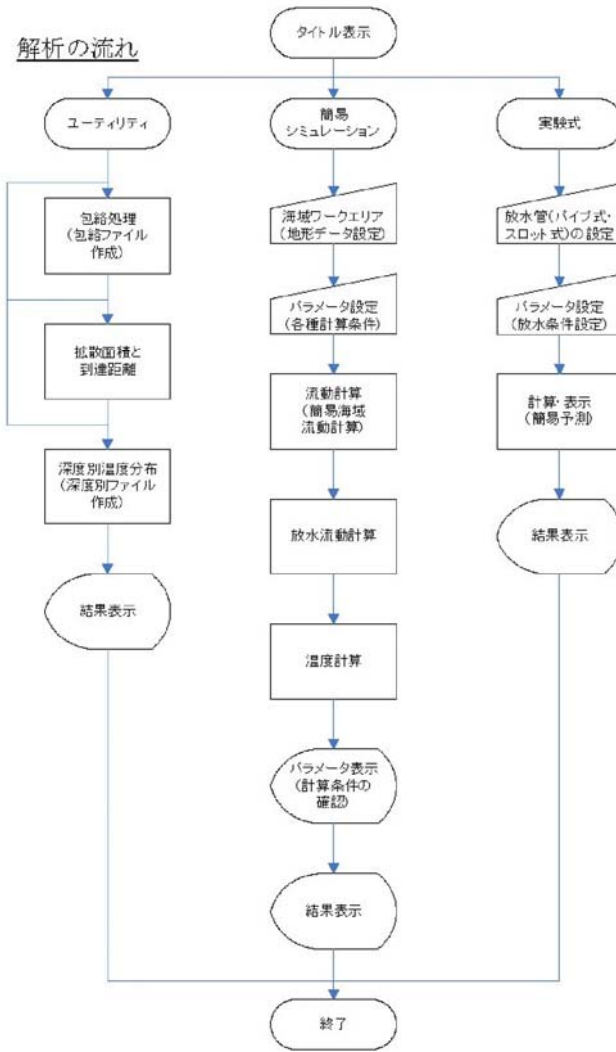 解析の流れ
タイトル表示
ユーティリティ
包絡処理
(包絡ファイル
作成)
拡散面積と
到達距離
深度別温度分布
(深度別ファイル
作成)
結果表示
簡易
シミュレーション
海域ワークエリア
(地形データ設定)
パラメータ設定
(各種計算条件)
流動計算
(簡易海域
流動計算)
放水流動計算
温度計算
パラメータ表示
(計算条件の
確認)
結果表示
実験式
放水管(パイプ式・
スロット式)の設定
パラメータ設定
(放水条件設定)
計算・表示
(簡易予測)
結果表示
終了